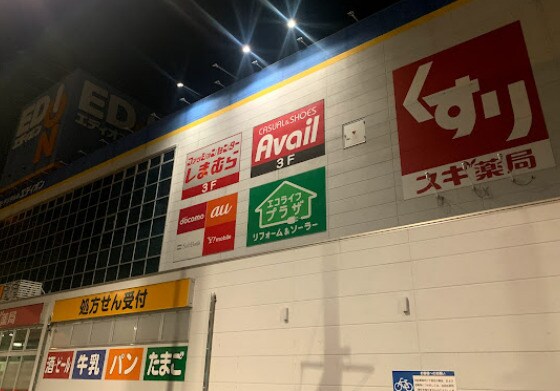 EDION
エディオン
ファッションセンター
しまむら
3F
CASUAL&SHOES
Avail
3F
docomo
au
SoftBank
Y!mobile
エコライフ
プラザ
リフォーム&ソーラー
くすり
スギ薬局
処方せん受付
酒・ビール
牛乳
パン
たまご